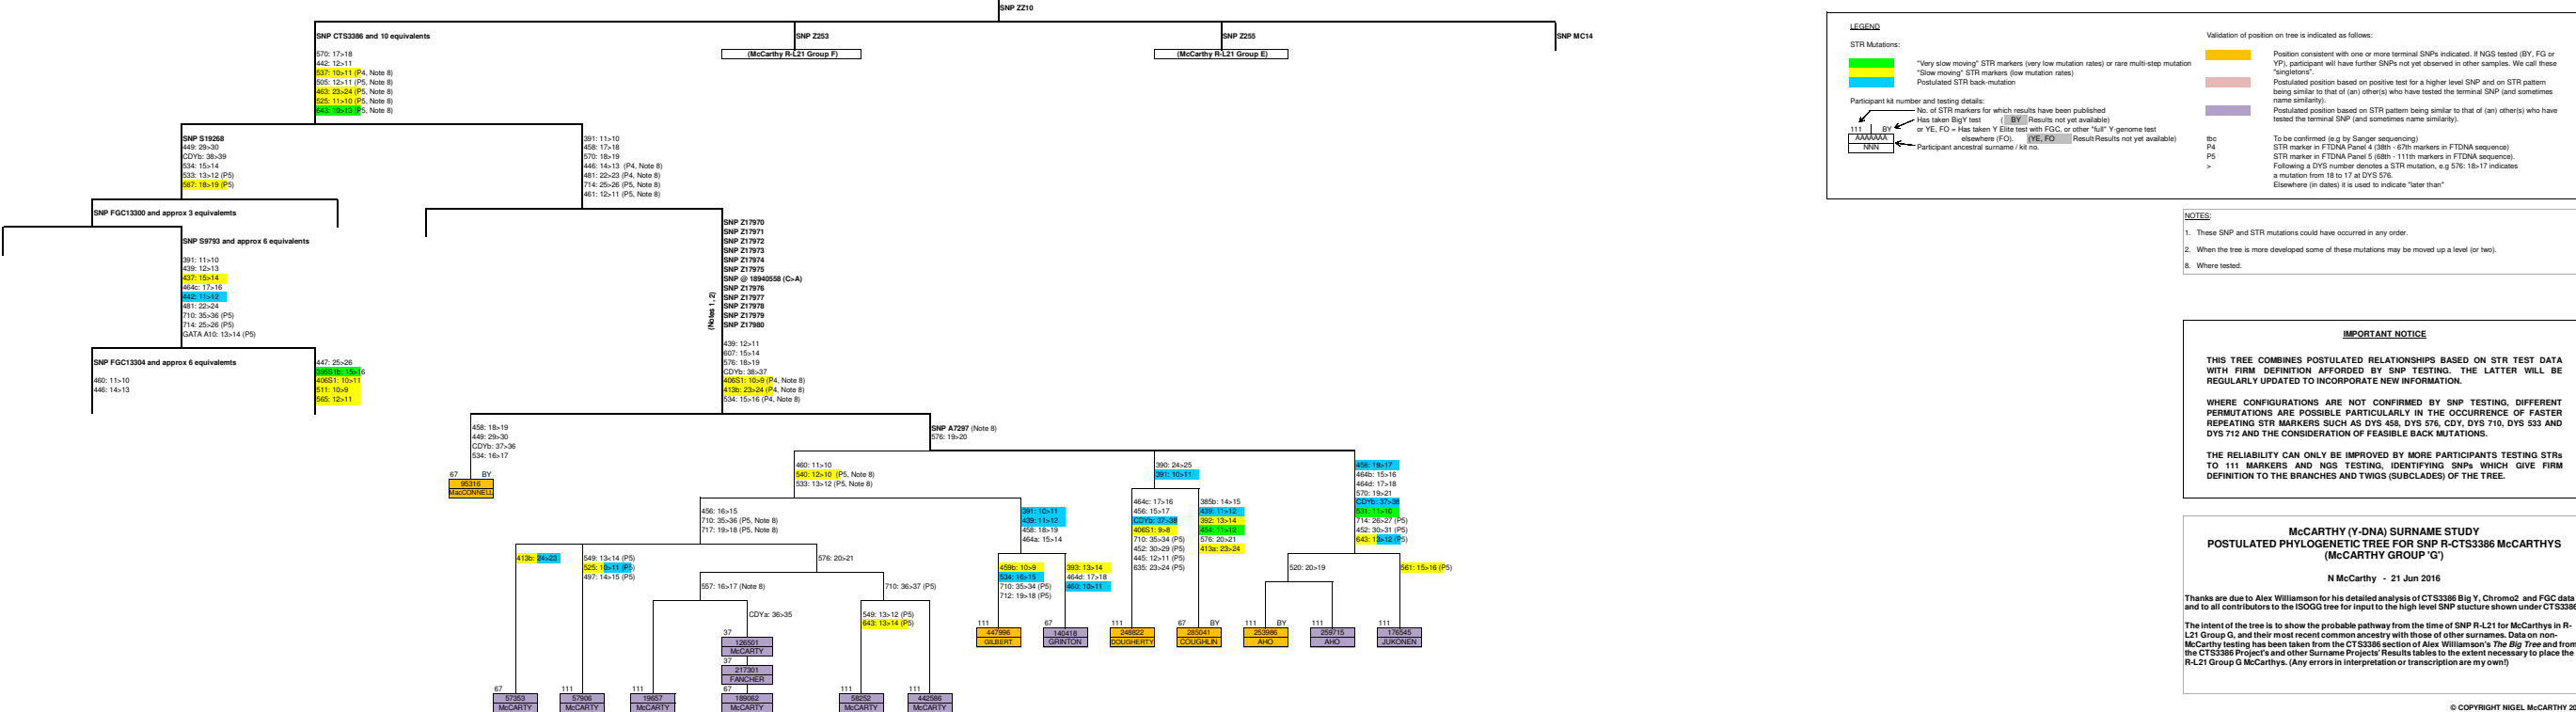 SNP ZZ10
SNP CTS3386 and 10 equivalents
SNP Z253
SNP Z255
SNP MC14
(McCarthy R-L21 Group F)
(McCarthy R-L21 Group E)
570: 17>18
442: 12>11
537: 10>11 (P4, Note 8)
505: 12>11 (P5, Note 8)
463: 23>24 (P5, Note 8)
525: 11>10 (P5, Note 8)
643: 10>13 (P5, Note 8)
SNP S19268
449: 29>30
CDYb: 38>39
534: 15>14
533: 13>12 (P5)
587: 18>19 (P5)
391: 11>10
458: 17>18
570: 18>19
446: 14>13 (P4, Note 8)
481: 22>23 (P4, Note 8)
714: 25>26 (P5, Note 8)
461: 12>11 (P5, Note 8)
SNP FGC13300 and approx 3 equivalemts
SNP S9793 and approx 6 equivalents
391: 11>10
439: 12>13
437: 15>14
464c: 17>16
442: 11>12
481: 22>24
710: 35>36 (P5)
714: 25>26 (P5)
GATA A10: 13>14 (P5)
SNP FGC13304 and approx 6 equivalemts
460: 11>10
446: 14>13
447: 25>26
395S1b: 15>16
406S1: 10>11
511: 10>9
565: 12>11
SNP Z17970
SNP Z17971
SNP Z17972
SNP Z17973
SNP Z17974
SNP Z17975
SNP @ 18940558 (C>A)
SNP Z17976
SNP Z17977
SNP Z17978
SNP Z17979
SNP Z17980
(Notes 1, 2)
439: 12>11
607: 15>14
576: 18>19
CDYb: 38>37
406S1: 10>9 (P4, Note 8)
413b: 23>24 (P4, Note 8)
534: 15>16 (P4, Note 8)
458: 18>19
449: 29>30
CDYb: 37>36
534: 16>17
67 BY
95316
MacCONNELL
SNP A7297 (Note 8)
576: 19>20
460: 11>10
540: 12>10 (P5, Note 8)
533: 13>12 (P5, Note 8)
390: 24>25
391: 10>11
458: 18>17
464b: 15>16
464d: 17>18
570: 19>21
CDYb: 37>38
531: 11>10
714: 26>27 (P5)
452: 30>31 (P5)
643: 13>12 (P5)
456: 16>15
710: 35>36 (P5, Note 8)
717: 19>18 (P5, Note 8)
391: 10>11
439: 11>12
458: 18>19
464a: 15>14
464c: 17>16
456: 15>17
CDYb: 37>38
406S1: 9>8
710: 35>34 (P5)
452: 30>29 (P5)
445: 12>11 (P5)
635: 23>24 (P5)
385b: 14>15
439: 11>12
392: 13>14
454: 11>12
576: 20>21
413a: 23>24
413b: 24>23
549: 13<14 (P5)
525: 10>11 (P5)
497: 14>15 (P5)
576: 20>21
557: 16>17 (Note 8)
710: 36>37 (P5)
CDYa: 36>35
549: 13>12 (P5)
643: 13>14 (P5)
459b: 10>9
534: 16>15
710: 35>34 (P5)
712: 19>18 (P5)
393: 13>14
464d: 17>18
460: 10>11
520: 20>19
561: 15>16 (P5)
111
447996
GILBERT
67
140418
GRINTON
111
248822
DOUGHERTY
67 BY
285041
COUGHLIN
111 BY
253986
AHO
111
259715
AHO
111
176545
JUKONEN
37
126501
McCARTY
37
217301
FANCHER
67
57353
McCARTY
111
57906
McCARTY
111
19657
McCARTY
67
189062
McCARTY
111
58252
McCARTY
111
442586
McCARTY
LEGEND
STR Mutations:
"Very slow moving" STR markers (very low mutation rates) or rare multi-step mutation
"Slow moving" STR markers (low mutation rates)
Postulated STR back-mutation
Participant kit number and testing details:
No. of STR markers for which results have been published
Has taken BigY test ( BY Results not yet available)
111 BY or YE, FO = Has taken Y Elite test with FGC, or other "full" Y-genome test
AAAAAAA elsewhere (FO). (YE, FO Result Results not yet available)
NNN Participant ancestral surname / kit no.
Validation of position on tree is indicated as follows:
Position consistent with one or more terminal SNPs indicated. If NGS tested (BY, FG or
YP), participant will have further SNPs not yet observed in other samples. We call these
"singletons".
Postulated position based on positive test for a higher level SNP and on STR pattern
being similar to that of (an) other(s) who have tested the terminal SNP (and sometimes
name similarity).
Postulated position based on STR pattern being similar to that of (an) other(s) who have
tested the terminal SNP (and sometimes name similarity).
tbc To be confirmed (e.g by Sanger sequencing)
P4 STR marker in FTDNA Panel 4 (38th - 67th markers in FTDNA sequence)
P5 STR marker in FTDNA Panel 5 (68th - 111th markers in FTDNA sequence).
> Following a DYS number denotes a STR mutation, e.g 576: 18>17 indicates
a mutation from 18 to 17 at DYS 576.
Elsewhere (in dates) it is used to indicate "later than"
NOTES:
1. These SNP and STR mutations could have occurred in any order.
2. When the tree is more developed some of these mutations may be moved up a level (or two).
8. Where tested.
IMPORTANT NOTICE
THIS TREE COMBINES POSTULATED RELATIONSHIPS BASED ON STR TEST DATA
WITH FIRM DEFINITION AFFORDED BY SNP TESTING. THE LATTER WILL BE
REGULARLY UPDATED TO INCORPORATE NEW INFORMATION.
WHERE CONFIGURATIONS ARE NOT CONFIRMED BY SNP TESTING, DIFFERENT
PERMUTATIONS ARE POSSIBLE PARTICULARLY IN THE OCCURRENCE OF FASTER
REPEATING STR MARKERS SUCH AS DYS 458, DYS 576, CDY, DYS 710, DYS 533 AND
DYS 712 AND THE CONSIDERATION OF FEASIBLE BACK MUTATIONS.
THE RELIABILITY CAN ONLY BE IMPROVED BY MORE PARTICIPANTS TESTING STRs
TO 111 MARKERS AND NGS TESTING, IDENTIFYING SNPs WHICH GIVE FIRM
DEFINITION TO THE BRANCHES AND TWIGS (SUBCLADES) OF THE TREE.
McCARTHY (Y-DNA) SURNAME STUDY
POSTULATED PHYLOGENETIC TREE FOR SNP R-CTS3386 McCARTHYS
(McCARTHY GROUP 'G')
N McCarthy - 21 Jun 2016
Thanks are due to Alex Williamson for his detailed analysis of CTS3386 Big Y, Chromo2 and FGC data
and to all contributors to the ISOGG tree for input to the high level SNP stucture shown under CTS3386
The intent of the tree is to show the probable pathway from the time of SNP R-L21 for McCarthys in R-
L21 Group G, and their most recent common ancestry with those of other surnames. Data on non-
McCarthy testing has been taken from the CTS3386 section of Alex Williamson's The Big Tree and from
the CTS3386 Project's and other Surname Projects' Results tables to the extent necessary to place the
R-L21 Group G McCarthys. (Any errors in interpretation or transcription are my own!)
© COPYRIGHT NIGEL McCARTHY 20